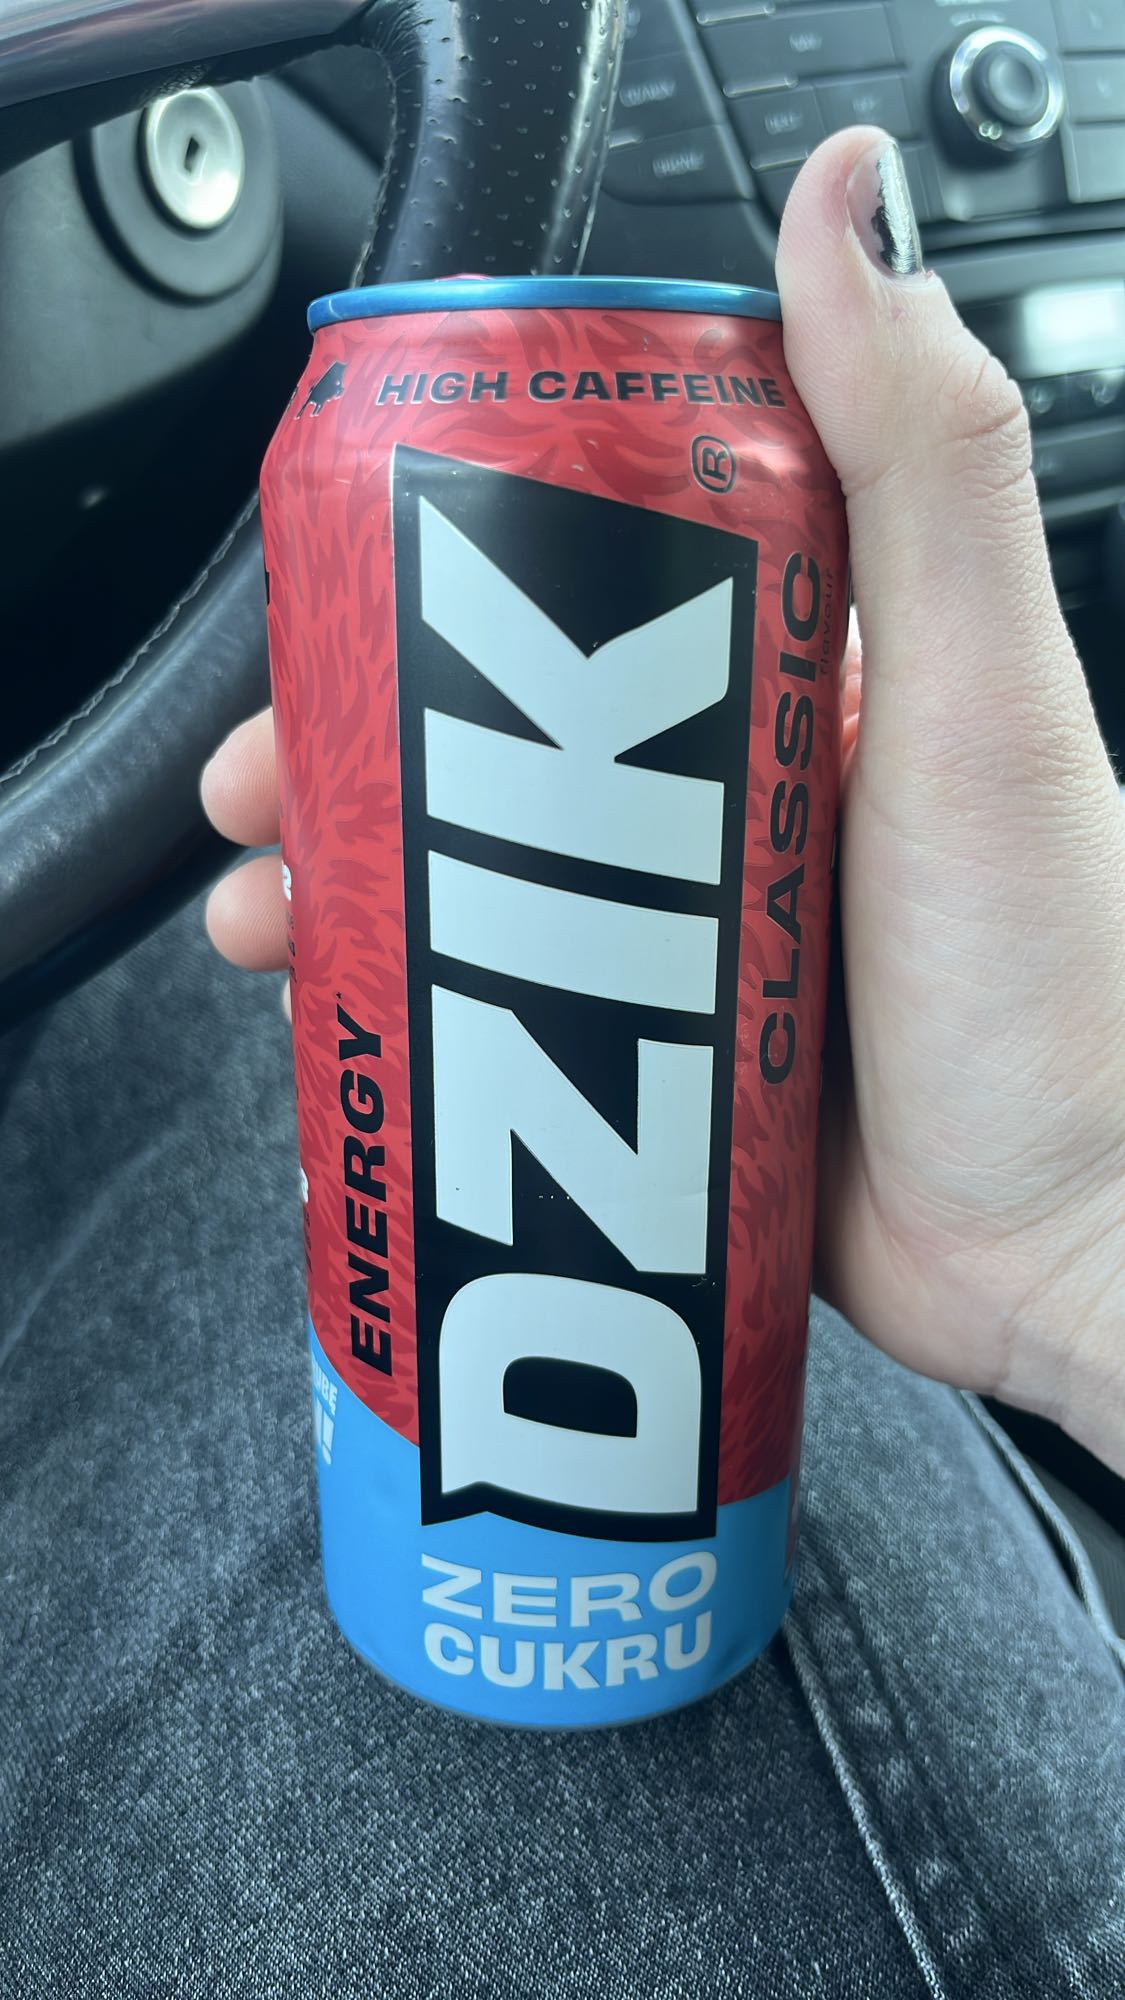 HIGH CAFFEINE
DZIK®
ENERGY*
CLASSIC
flavour
ZERO
CUKRU